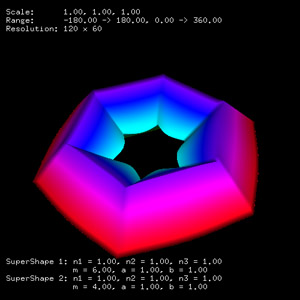 Scale: 1.00, 1.00, 1.00
Range: -180.00 -> 180.00, 0.00 -> 360.00
Resolution: 120 x 60
SuperShape 1: n1 = 1.00, n2 = 1.00, n3 = 1.00
m = 6.00, a = 1.00, b = 1.00
SuperShape 2: n1 = 1.00, n2 = 1.00, n3 = 1.00
m = 4.00, a = 1.00, b = 1.00